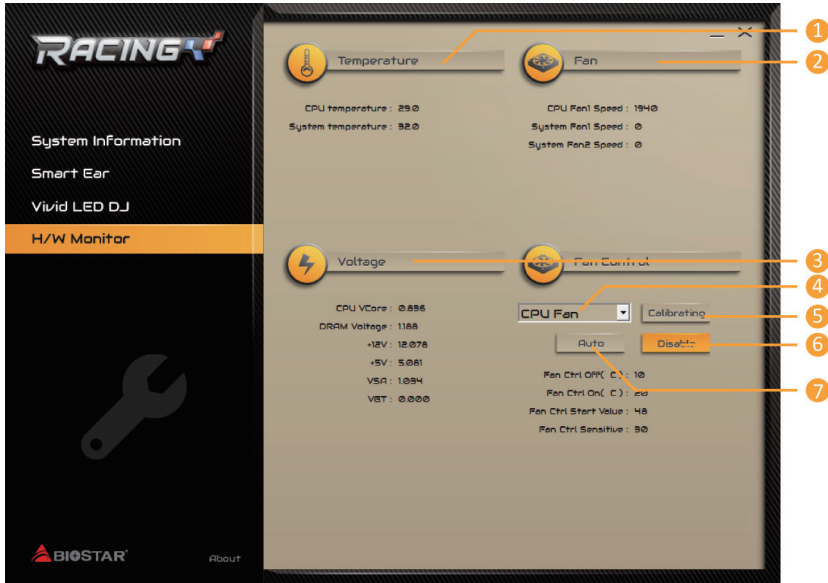 RACING
System Information
Smart Ear
Vivid LED DJ
H/W Monitor
BIOSTAR
About
Temperature
CPU temperature : 29.0
System temperature : 32.0
Fan
CPU Fan1 Speed : 1940
System Fan1 Speed : 0
System Fan2 Speed : 0
Voltage
CPU VCore : 0.896
DRAM Voltage : 1.188
+12V : 12.078
+5V : 5.081
VSA : 1.094
VGT : 0.000
Fan Control
CPU Fan
Calibrating
Auto
Disable
Fan Ctrl Off( C ) : 10
Fan Ctrl On( C ) : 20
Fan Ctrl Start Value : 48
Fan Ctrl Sensitive : 30
1
2
3
4
5
6
7